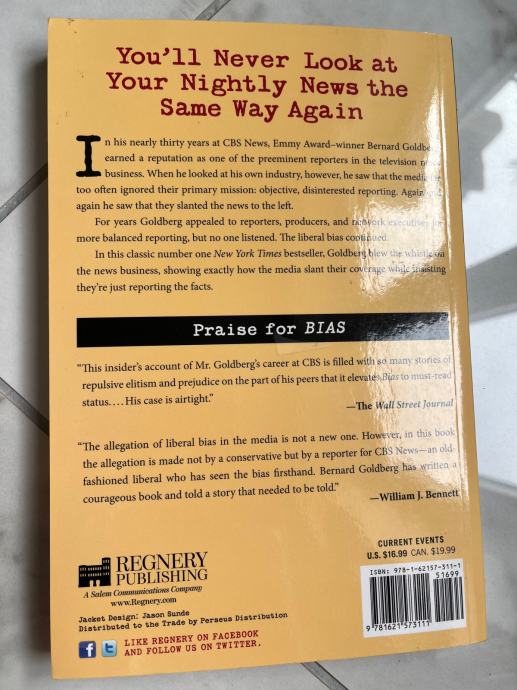 You'll Never Look at
Your Nightly News the
Same Way Again
In his nearly thirty years at CBS News, Emmy Award–winner Bernard Goldberg
earned a reputation as one of the preeminent reporters in the television news
business. When he looked at his own industry, however, he saw that the media far
too often ignored their primary mission: objective, disinterested reporting. Again and
again he saw that they slanted the news to the left.
For years Goldberg appealed to reporters, producers, and network executives for
more balanced reporting, but no one listened. The liberal bias continued.
In this classic number one New York Times bestseller, Goldberg blew the whistle on
the news business, showing exactly how the media slant their coverage while insisting
they're just reporting the facts.
Praise for BIAS
“This insider's account of Mr. Goldberg's career at CBS is filled with so many stories of
repulsive elitism and prejudice on the part of his peers that it elevates Bias to must-read
status.... His case is airtight.”
—The Wall Street Journal
“The allegation of liberal bias in the media is not a new one. However, in this book
the allegation is made not by a conservative but by a reporter for CBS News—an old-
fashioned liberal who has seen the bias firsthand. Bernard Goldberg has written a
courageous book and told a story that needed to be told.”
—William J. Bennett
REGNERY
PUBLISHING
A Salem Communications Company
www.Regnery.com
Jacket Design: Jason Sunde
Distributed to the Trade by Perseus Distribution
f t LIKE REGNERY ON FACEBOOK
AND FOLLOW US ON TWITTER.
CURRENT EVENTS
U.S. $16.99 CAN. $19.99
ISBN: 978-1-62157-311-1
51699
9 781621 573111